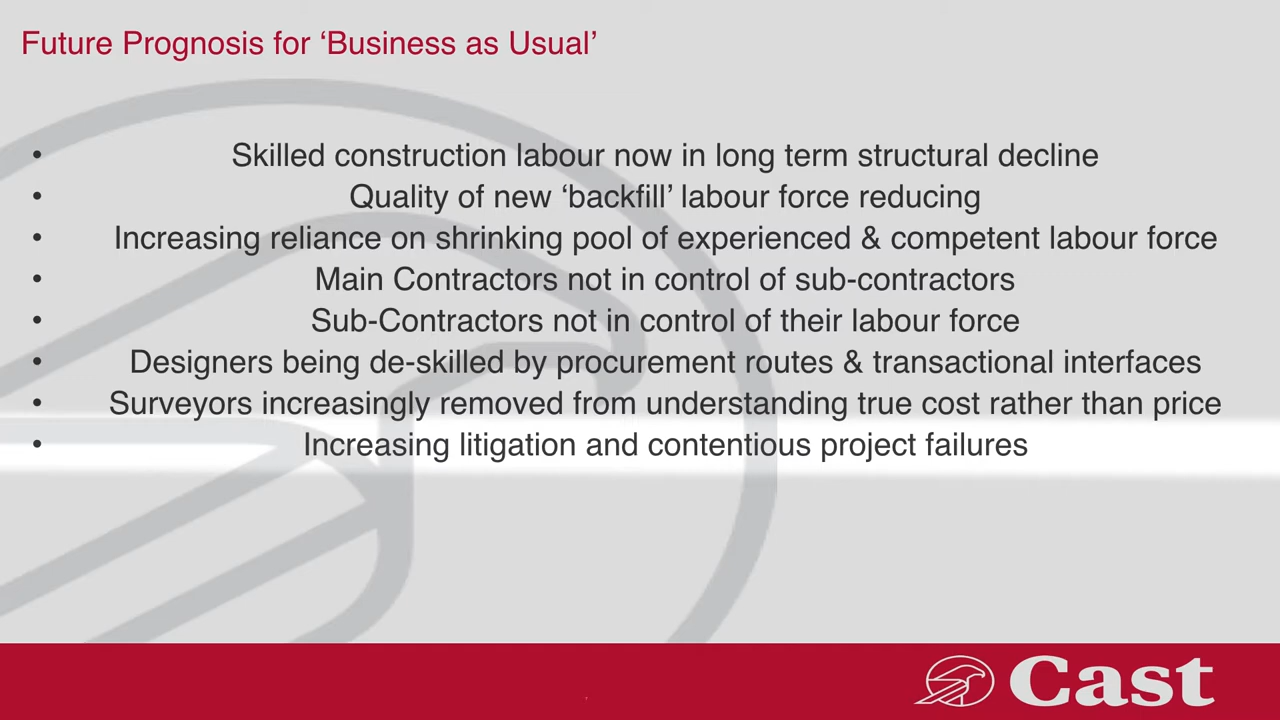 Future Prognosis for ‘Business as Usual’
• Skilled construction labour now in long term structural decline
• Quality of new ‘backfill’ labour force reducing
• Increasing reliance on shrinking pool of experienced & competent labour force
• Main Contractors not in control of sub-contractors
• Sub-Contractors not in control of their labour force
• Designers being de-skilled by procurement routes & transactional interfaces
• Surveyors increasingly removed from understanding true cost rather than price
• Increasing litigation and contentious project failures
Cast